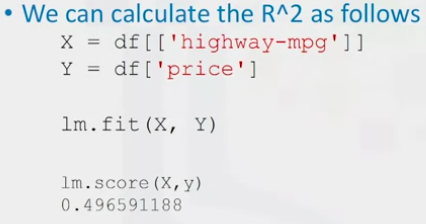 • We can calculate the R^2 as follows
X = df[['highway-mpg']]
Y = df['price']
lm.fit(X, Y)
lm.score(X,y)
0.496591188